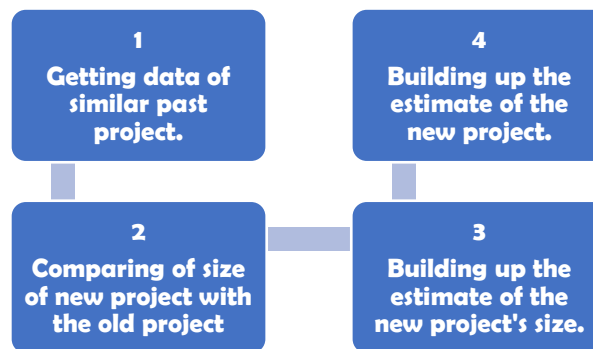 1
Getting data of
similar past
project.
2
Comparing of size
of new project with
the old project
3
Building up the
estimate of the
new project's size.
4
Building up the
estimate of the
new project.